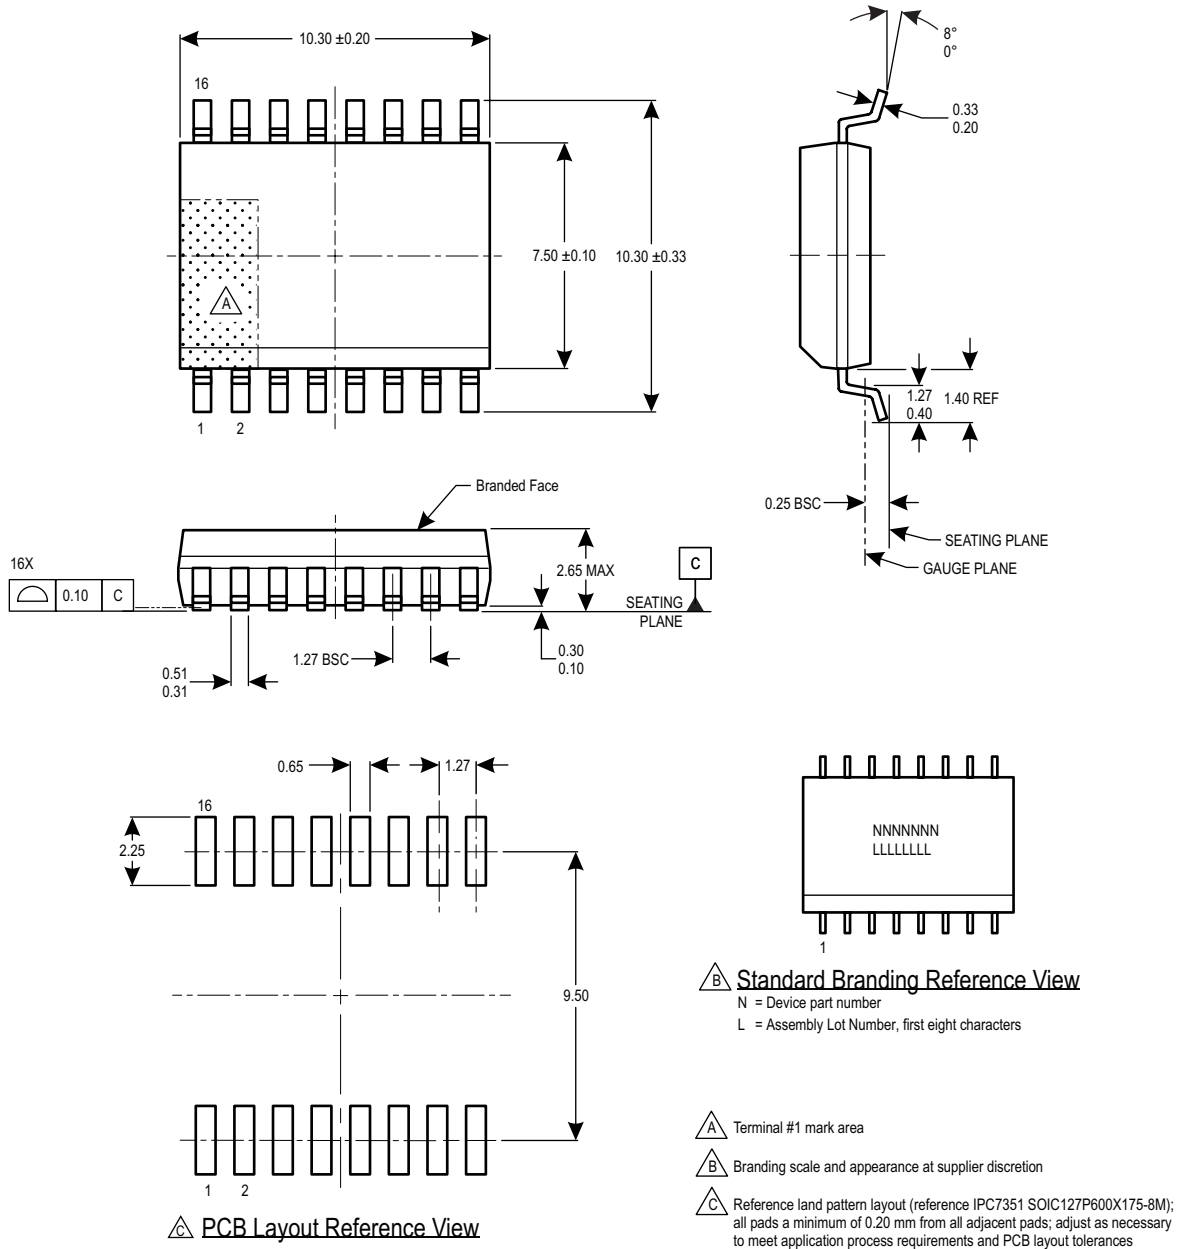 10.30 ±0.20
8°
0°
16
0.33
0.20
7.50 ±0.10
10.30 ±0.33
A
1.27
0.40
1.40 REF
1 2
Branded Face
0.25 BSC
SEATING PLANE
GAUGE PLANE
16X
0.10 C
2.65 MAX
C
SEATING
PLANE
0.30
0.10
1.27 BSC
0.51
0.31
0.65
1.27
16
2.25
9.50
1 2
C PCB Layout Reference View
NNNNNNN
LLLLLLLL
1
B Standard Branding Reference View
N = Device part number
L = Assembly Lot Number, first eight characters
A Terminal #1 mark area
B Branding scale and appearance at supplier discretion
C Reference land pattern layout (reference IPC7351 SOIC127P600X175-8M);
all pads a minimum of 0.20 mm from all adjacent pads; adjust as necessary
to meet application process requirements and PCB layout tolerances